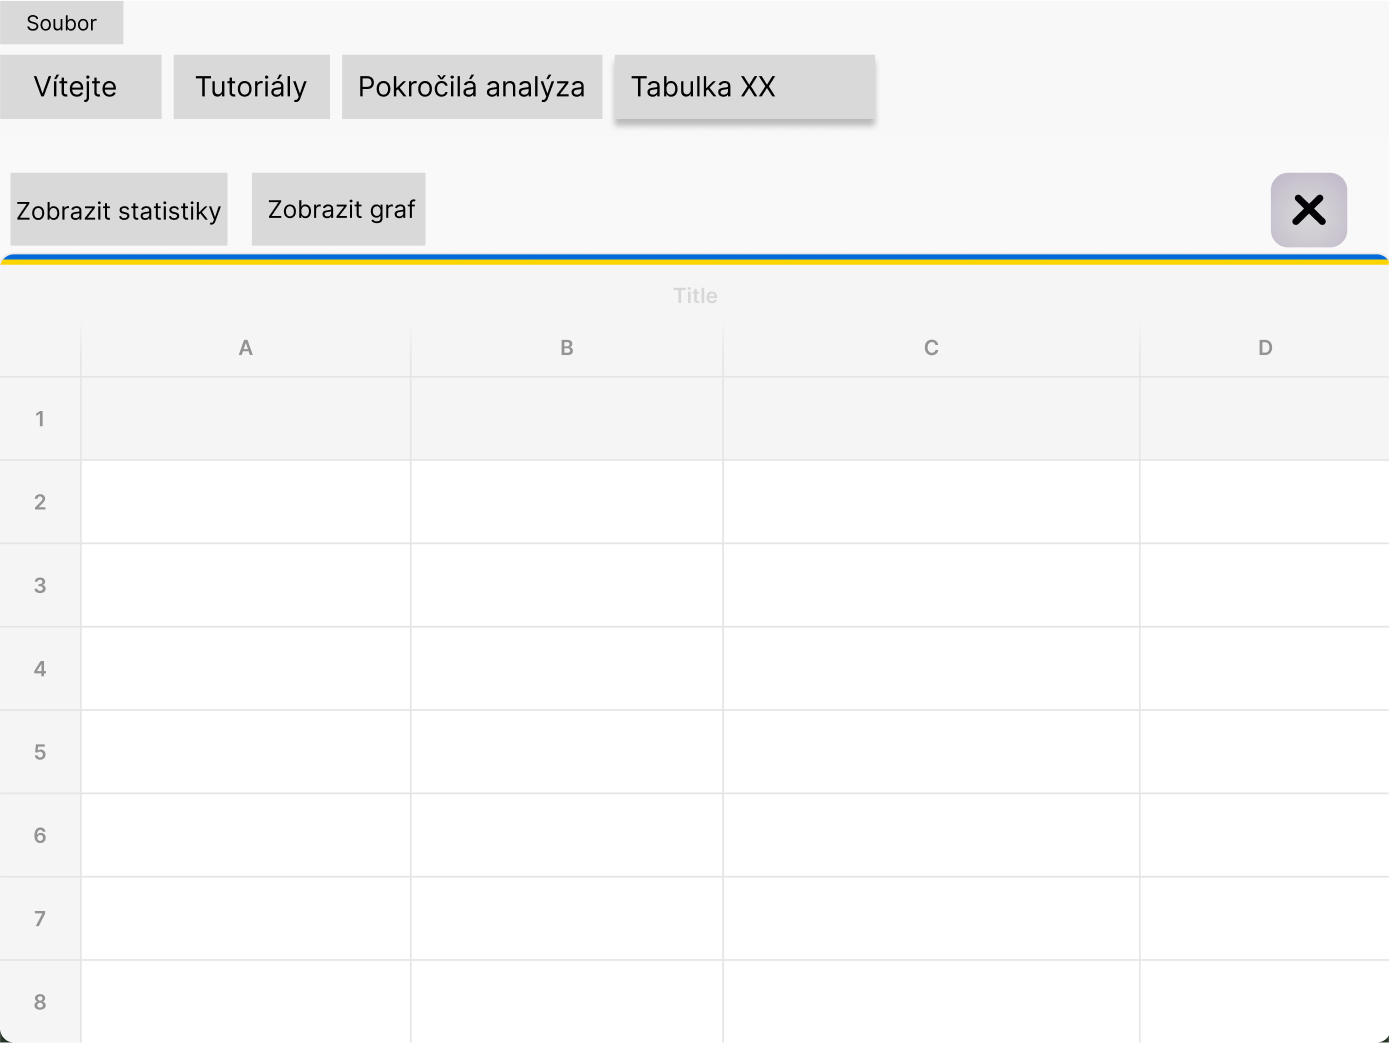 Soubor
Vítejte Tutoriály Pokročilá analýza Tabulka XX
Zobrazit statistiky Zobrazit graf
Title
A B C D
1
2
3
4
5
6
7
8